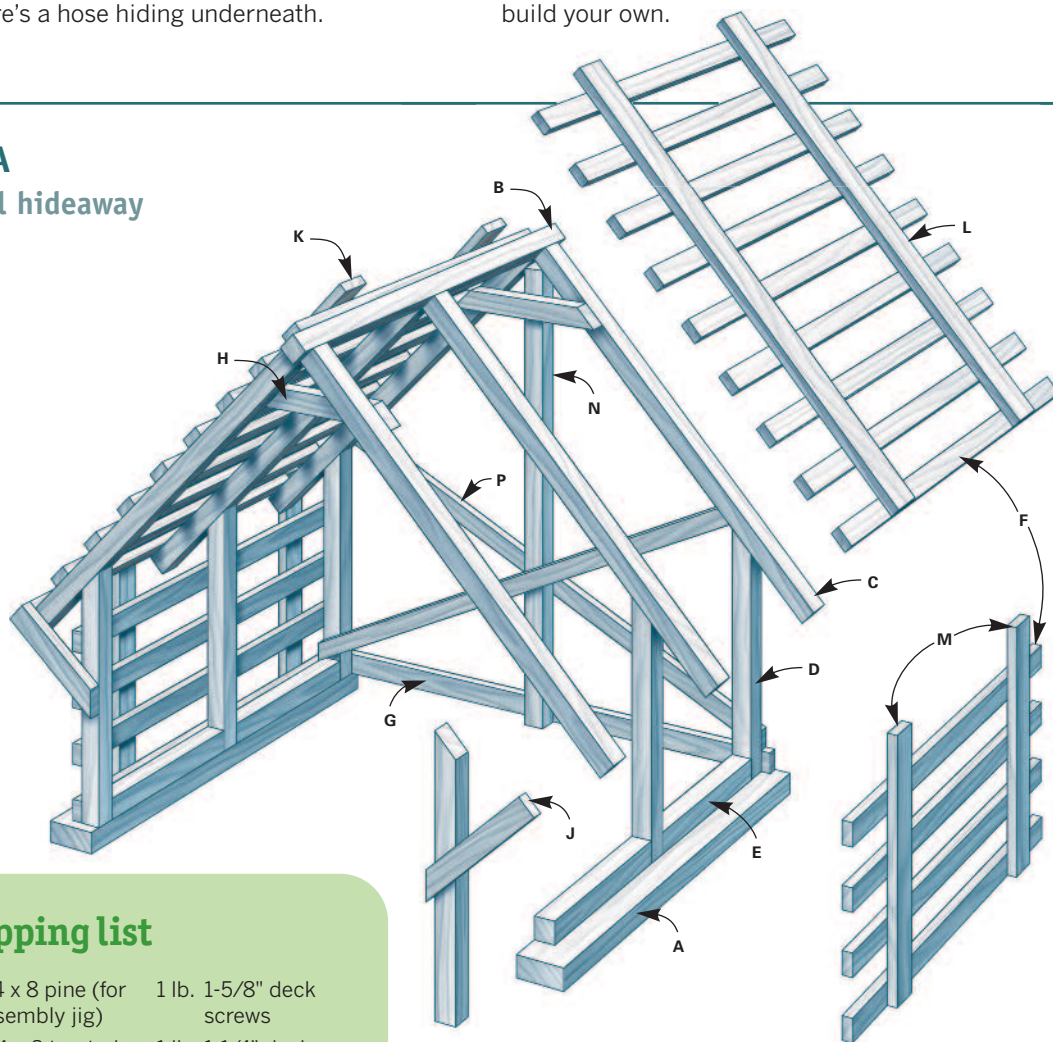 re's a hose hiding underneath.
build your own.
A
l hideaway
B
K
L
H
N
P
F
C
M
D
G
J
E
A
pping list
4 x 8 pine (for
sembly jig)
1 lb. 1-5/8" deck
screws